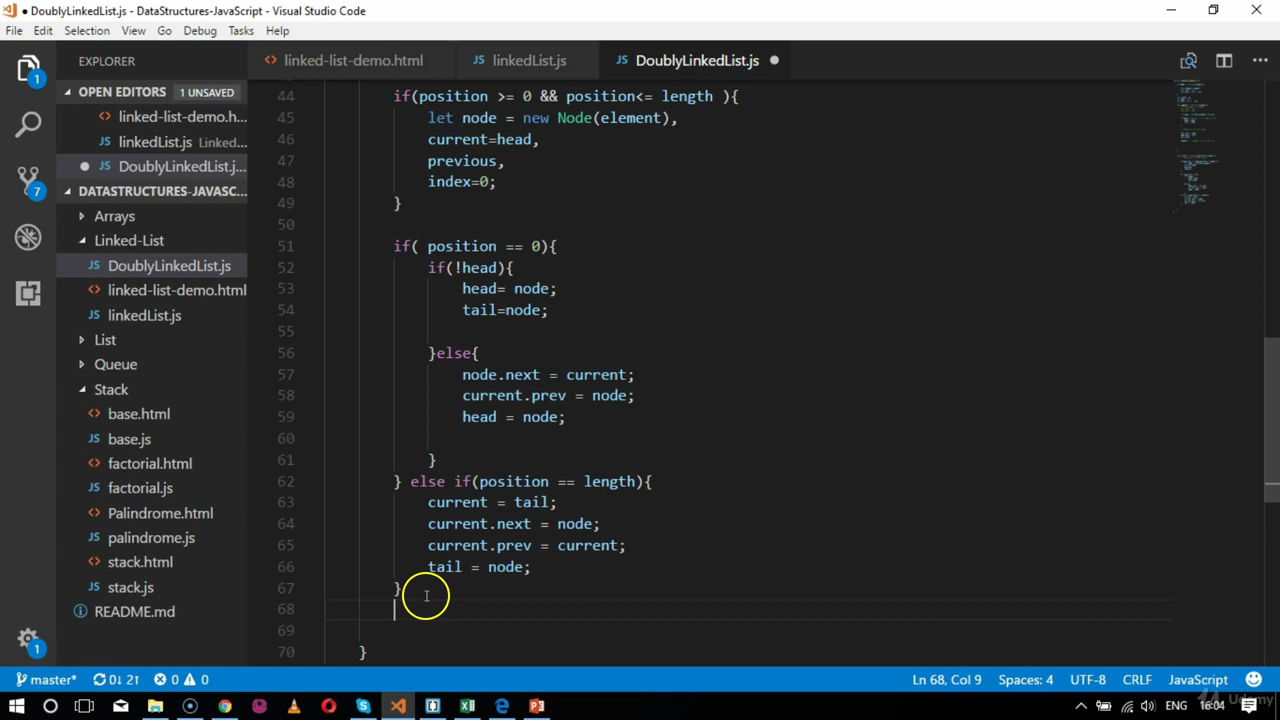 DoublyLinkedList.js - DataStructures-JavaScript - Visual Studio Code
File Edit Selection View Go Debug Tasks Help
EXPLORER
linked-list-demo.html linkedList.js DoublyLinkedList.js
OPEN EDITORS 1 UNSAVED
linked-list-demo.h...
linkedList.js Linked...
DoublyLinkedList.j...
DATASTRUCTURES-JAVASC...
Arrays
Linked-List
DoublyLinkedList.js
linked-list-demo.html
linkedList.js
List
Queue
Stack
base.html
base.js
factorial.html
factorial.js
Palindrome.html
palindrome.js
stack.html
stack.js
README.md
1
7
1
44 if(position >= 0 && position<= length ){
45 let node = new Node(element),
46 current=head,
47 previous,
48 index=0;
49 }
50
51 if( position == 0){
52 if(!head){
53 head= node;
54 tail=node;
55
56 }else{
57 node.next = current;
58 current.prev = node;
59 head = node;
60
61 }
62 } else if(position == length){
63 current = tail;
64 current.next = node;
65 current.prev = current;
66 tail = node;
67 }
68
69
70 }
master* 0↓ 2↑ 0 0 Ln 68, Col 9 Spaces: 4 UTF-8 CRLF JavaScript
ENG 16:04
Udemy